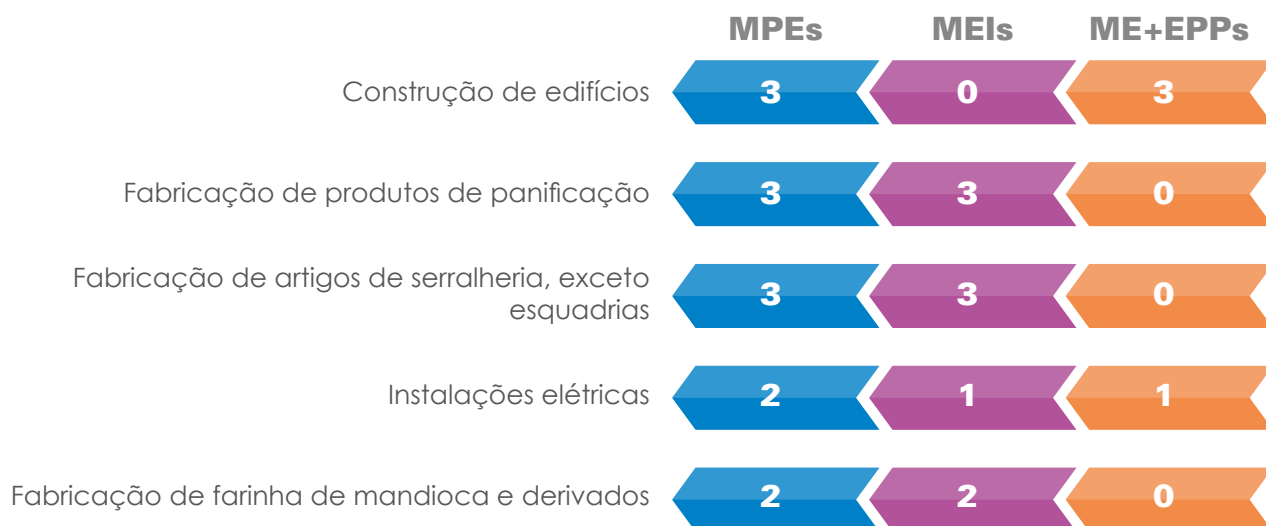 MPEs MEIs ME+EPPs
Construção de edifícios 3 0 3
Fabricação de produtos de panificação 3 3 0
Fabricação de artigos de serralheria, exceto
esquadrias 3 3 0
Instalações elétricas 2 1 1
Fabricação de farinha de mandioca e derivados 2 2 0